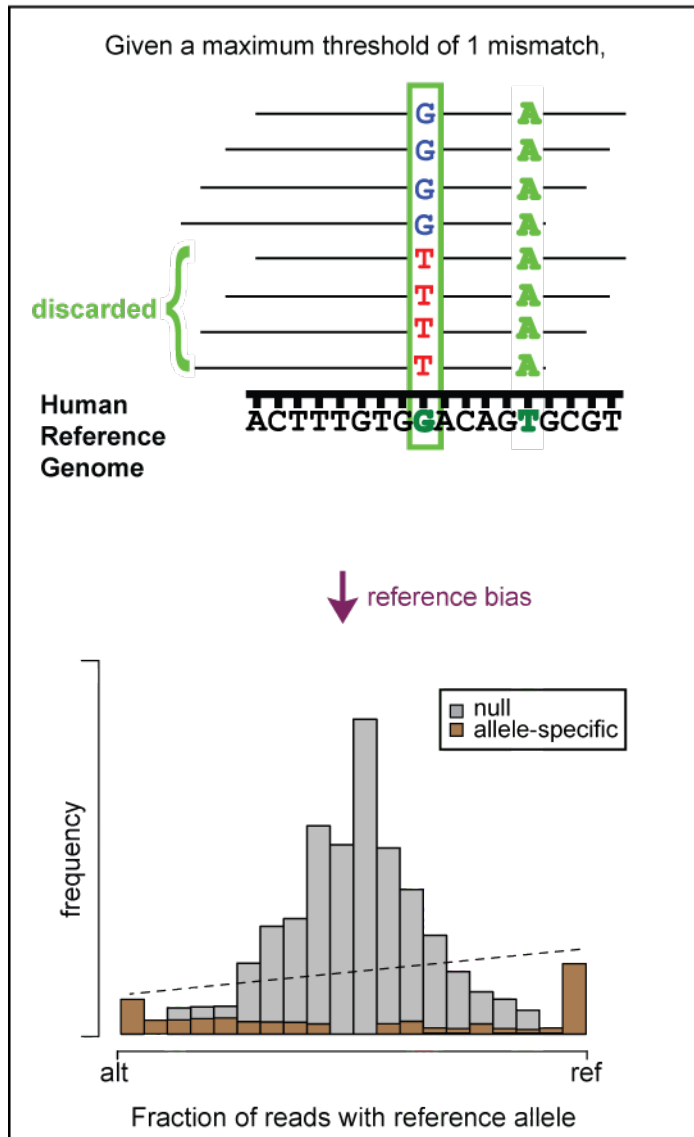 Given a maximum threshold of 1 mismatch,
G A
G A
G A
G A
T A
T A
discarded
T A
T A
Human
Reference
Genome
ACTTTGTGGACAGTGCGT
reference bias
null
allele-specific
frequency
alt ref
Fraction of reads with reference allele